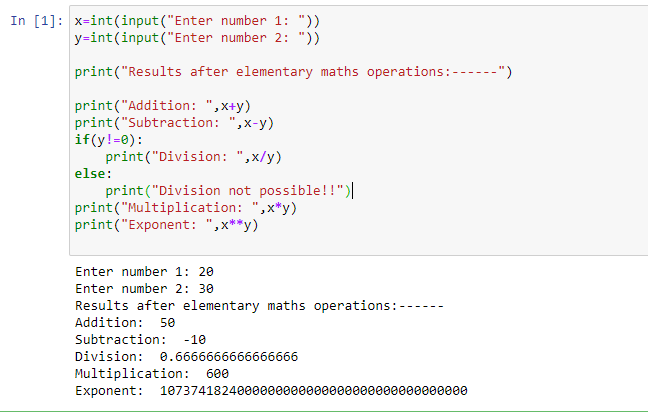 In [1]: x=int(input("Enter number 1: "))
y=int(input("Enter number 2: "))
print("Results after elementary maths operations:------")
print("Addition: ",x+y)
print("Subtraction: ",x-y)
if(y!=0):
    print("Division: ",x/y)
else:
    print("Division not possible!!")
print("Multiplication: ",x*y)
print("Exponent: ",x**y)
Enter number 1: 20
Enter number 2: 30
Results after elementary maths operations:------
Addition:  50
Subtraction:  -10
Division:  0.6666666666666666
Multiplication:  600
Exponent:  1073741824000000000000000000000000000000